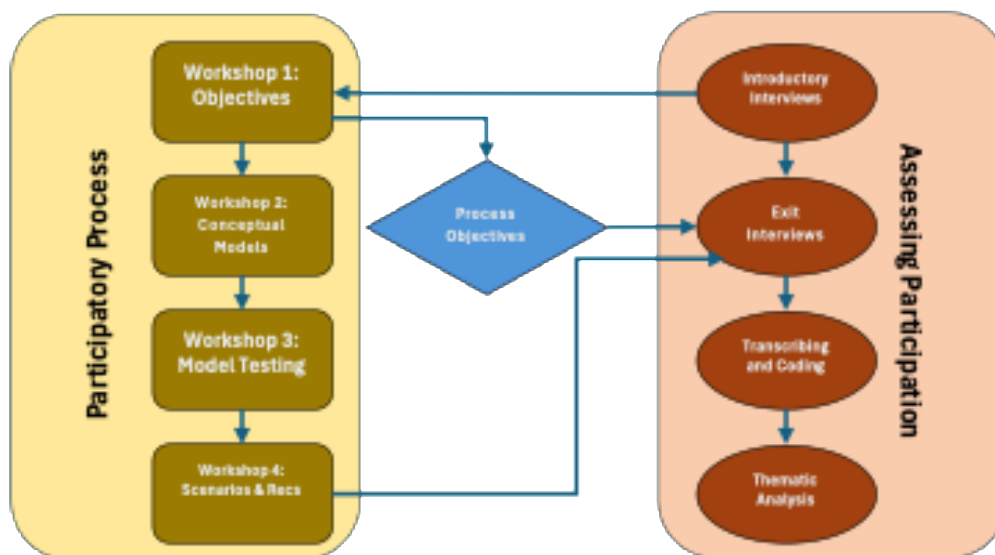 Participatory Process
Workshop 1:
Objectives
Workshop 2:
Conceptual
Models
Workshop 3:
Model Testing
Workshop 4:
Scenarios & Recs
Process
Objectives
Introductory
Interviews
Exit
Interviews
Transcribing
and Coding
Thematic
Analysis
Assessing Participation